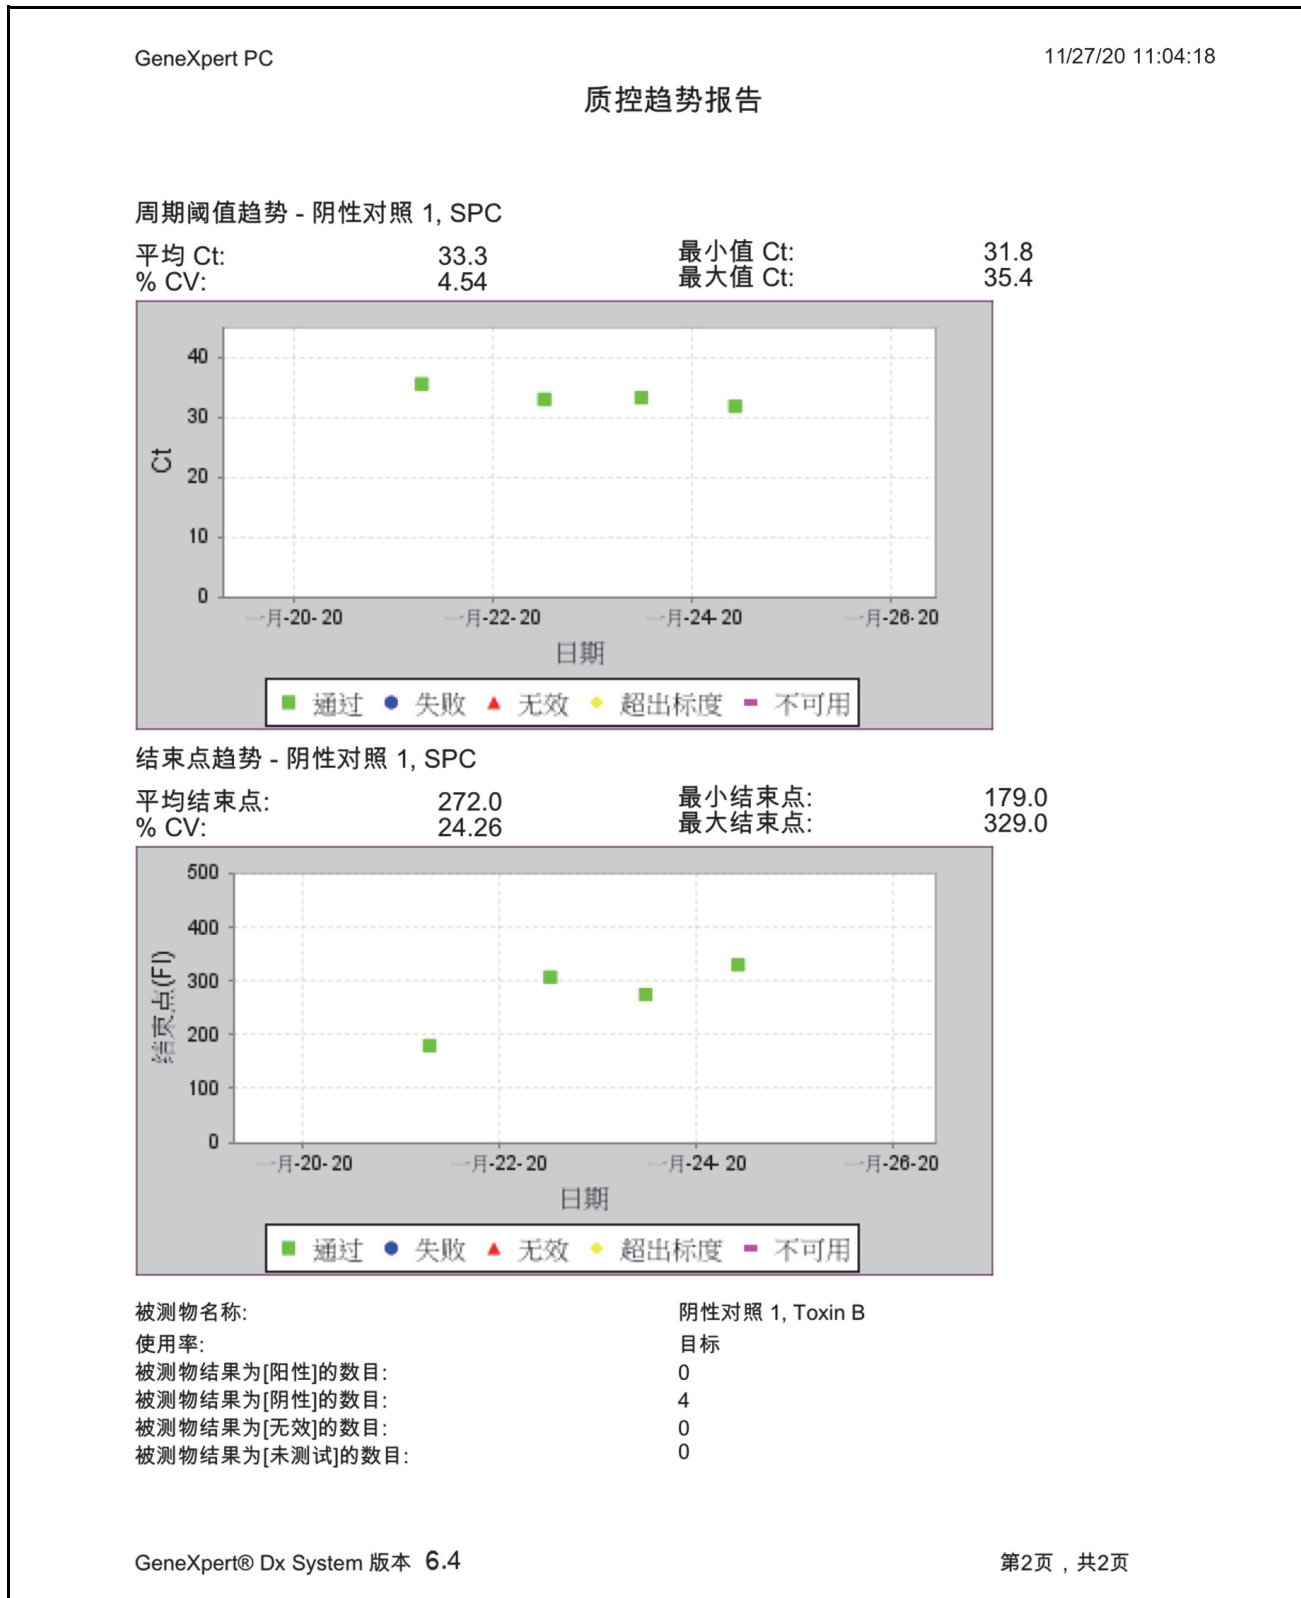 GeneXpert PC 11/27/20 11:04:18
质控趋势报告
周期阈值趋势 - 阴性对照 1, SPC
平均 Ct: 33.3 最小值 Ct: 31.8
% CV: 4.54 最大值 Ct: 35.4
40
30
20
10
0
Ct
一月-20-20 一月-22-20 一月-24-20 一月-26-20
日期
通过 失败 无效 超出标度 不可用
结束点趋势 - 阴性对照 1, SPC
平均结束点: 272.0 最小结束点: 179.0
% CV: 24.26 最大结束点: 329.0
500
400
300
200
100
0
结束点(FI)
一月-20-20 一月-22-20 一月-24-20 一月-26-20
日期
通过 失败 无效 超出标度 不可用
被测物名称: 阴性对照 1, Toxin B
使用率: 目标
被测物结果为[阳性]的数目: 0
被测物结果为[阴性]的数目: 4
被测物结果为[无效]的数目: 0
被测物结果为[未测试]的数目: 0
GeneXpert® Dx System 版本 6.4 第2页，共2页